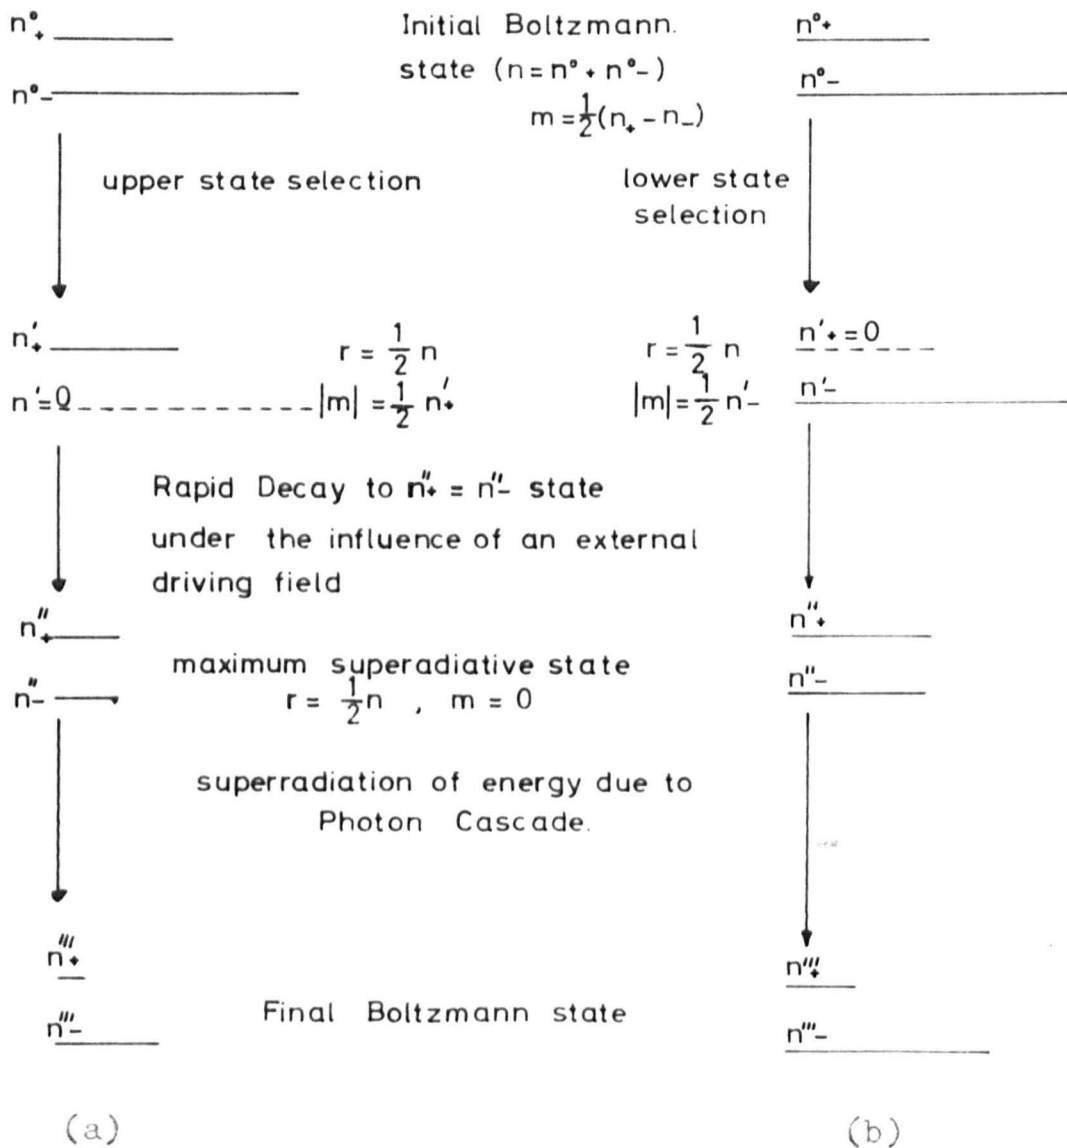 n°₊ Initial Boltzmann. n°₊
state (n = n°₊ n°₋)
n°₋ n°₋
m = ½(n₊ - n₋)
upper state selection lower state
selection
n′₊ r = ½ n r = ½ n n′₊ = 0
n′=0 |m| = ½ n′₊ |m| = ½ n′₋ n′₋
Rapid Decay to n″₊ = n″₋ state
under the influence of an external
driving field
n″₊ n″₊
maximum superadiative state
n″₋ r = ½n , m = 0 n″₋
superradiation of energy due to
Photon Cascade.
n‴₊ n‴₊
Final Boltzmann state
n‴₋ n‴₋
(a) (b)